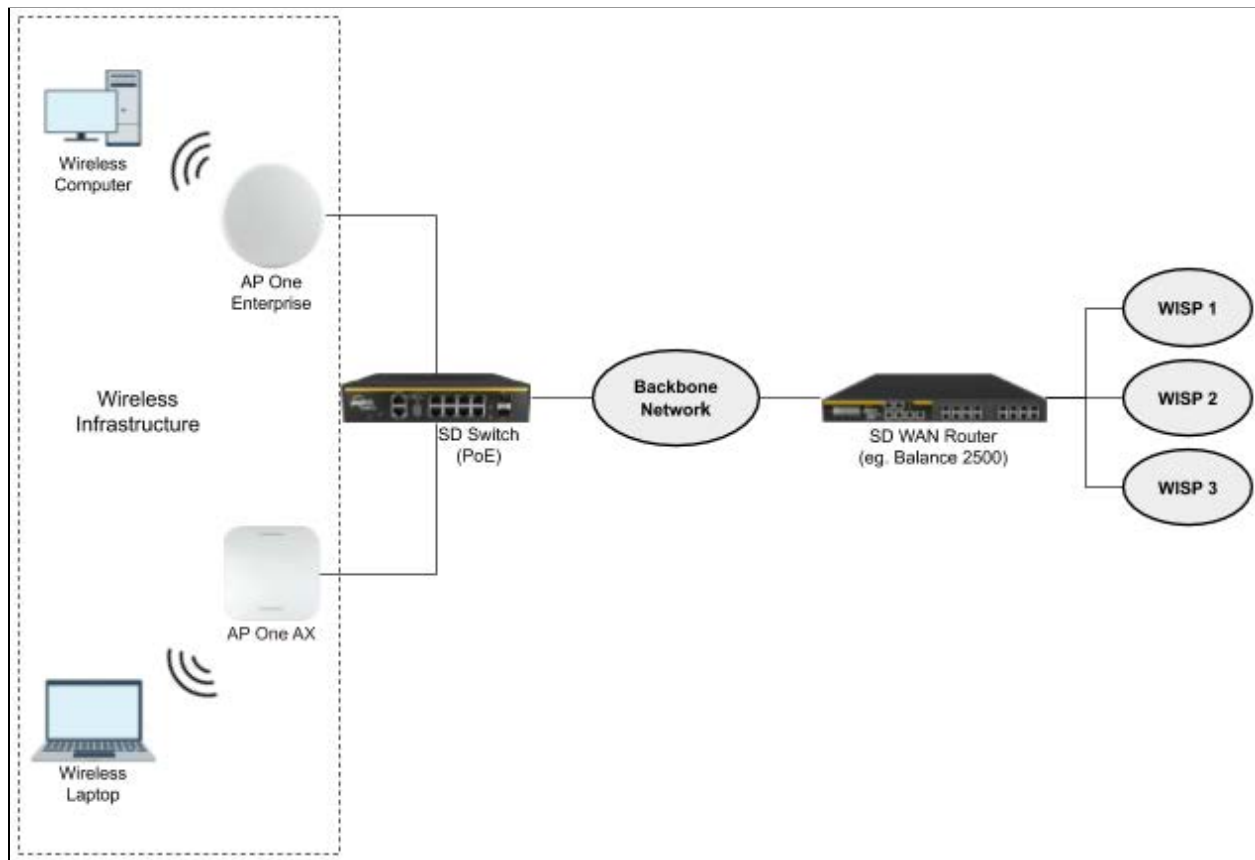 Wireless
Computer
AP One
Enterprise
Wireless
Infrastructure
SD Switch
(PoE)
Backbone
Network
SD WAN Router
(eg. Balance 2500)
WISP 1
WISP 2
WISP 3
AP One AX
Wireless
Laptop